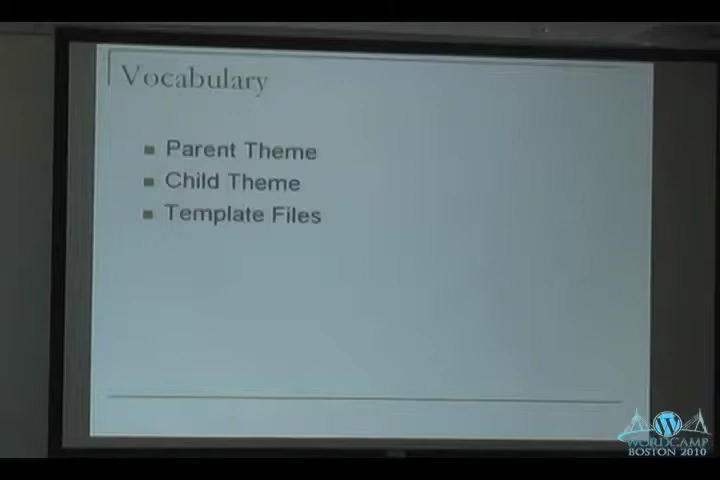 Vocabulary
Parent Theme
Child Theme
Template Files
WORDCAMP
BOSTON 2010